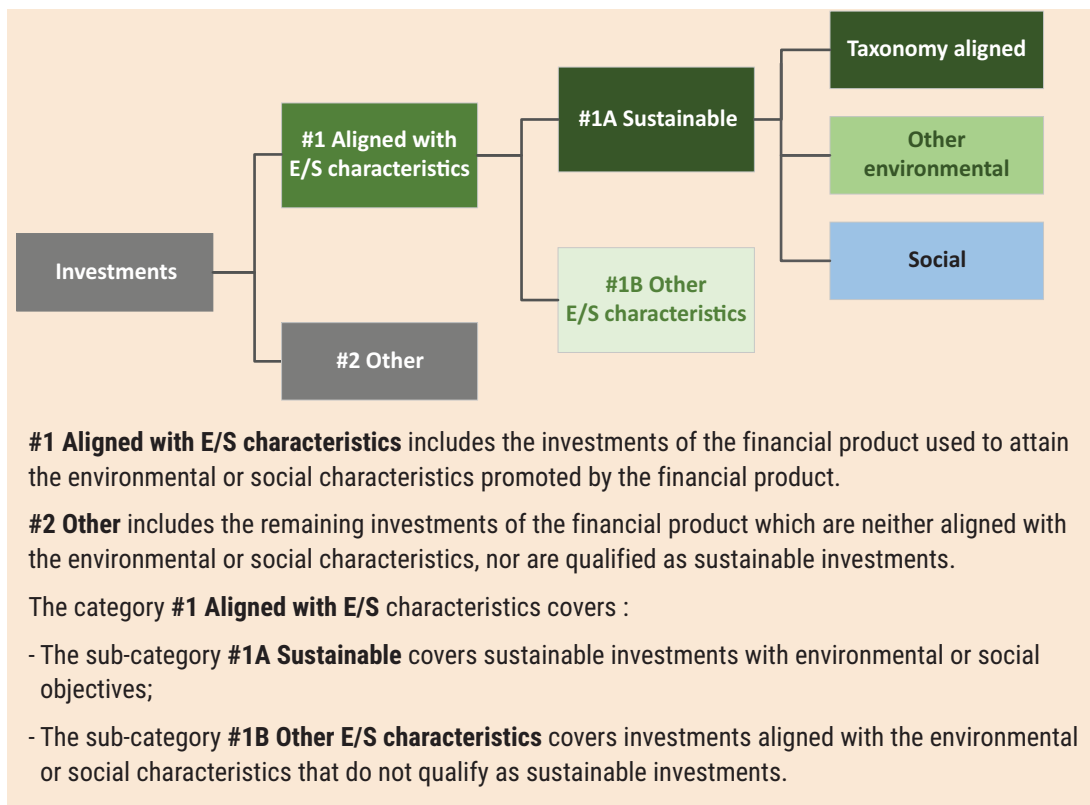 Taxonomy aligned
#1 Aligned with
E/S characteristics
#1A Sustainable
Other
environmental
Investments
Social
#1B Other
E/S characteristics
#2 Other
#1 Aligned with E/S characteristics includes the investments of the financial product used to attain
the environmental or social characteristics promoted by the financial product.
#2 Other includes the remaining investments of the financial product which are neither aligned with
the environmental or social characteristics, nor are qualified as sustainable investments.
The category #1 Aligned with E/S characteristics covers :
- The sub-category #1A Sustainable covers sustainable investments with environmental or social
objectives;
- The sub-category #1B Other E/S characteristics covers investments aligned with the environmental
or social characteristics that do not qualify as sustainable investments.